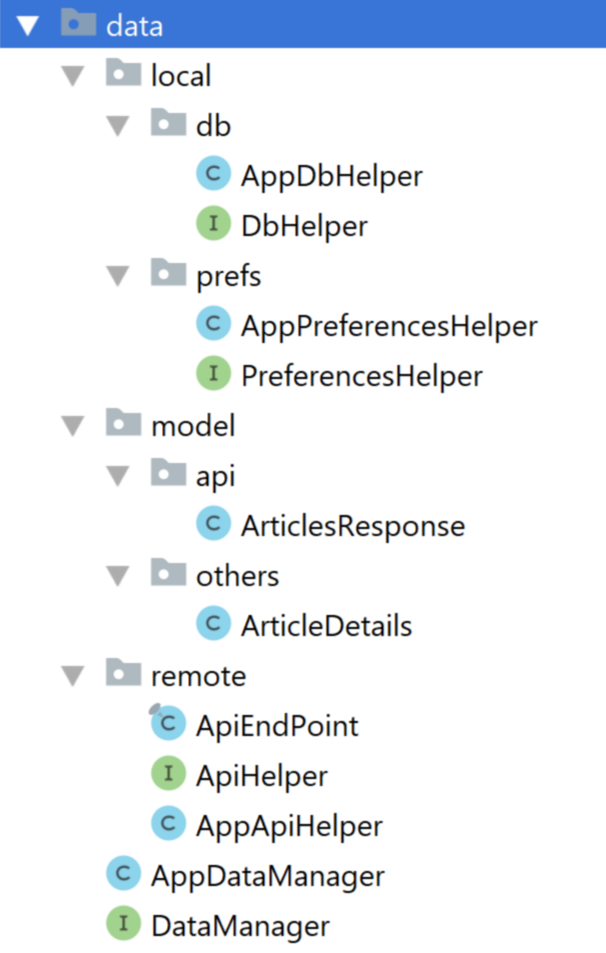 data
local
db
C AppDbHelper
I DbHelper
prefs
C AppPreferencesHelper
I PreferencesHelper
model
api
C ArticlesResponse
others
C ArticleDetails
remote
C ApiEndPoint
I ApiHelper
C AppApiHelper
C AppDataManager
I DataManager